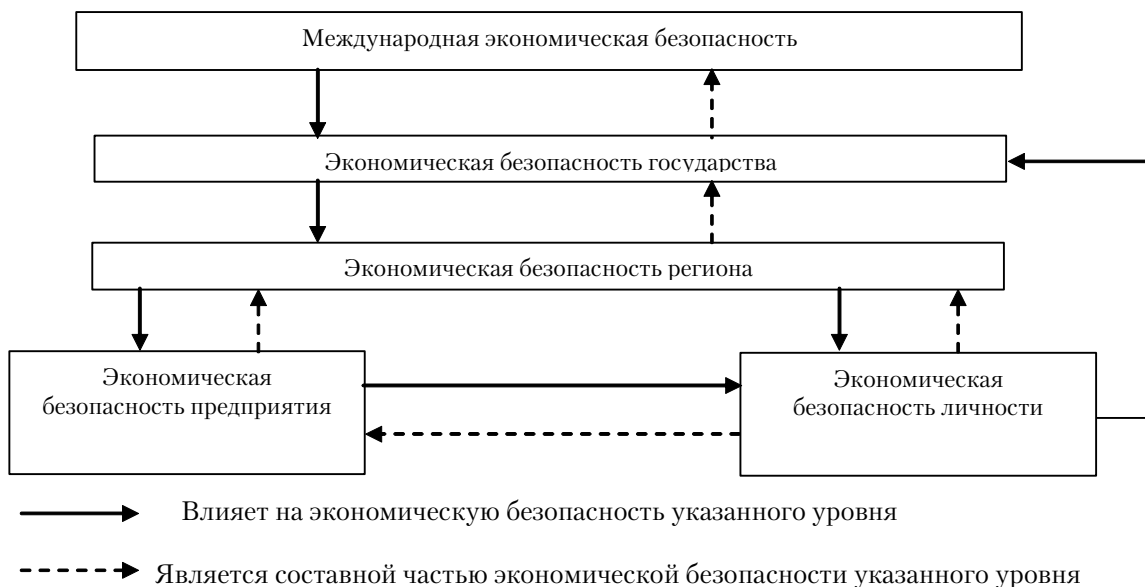 Международная экономическая безопасность
Экономическая безопасность государства
Экономическая безопасность региона
Экономическая
безопасность предприятия
Экономическая
безопасность личности
Влияет на экономическую безопасность указанного уровня
Является составной частью экономической безопасности указанного уровня